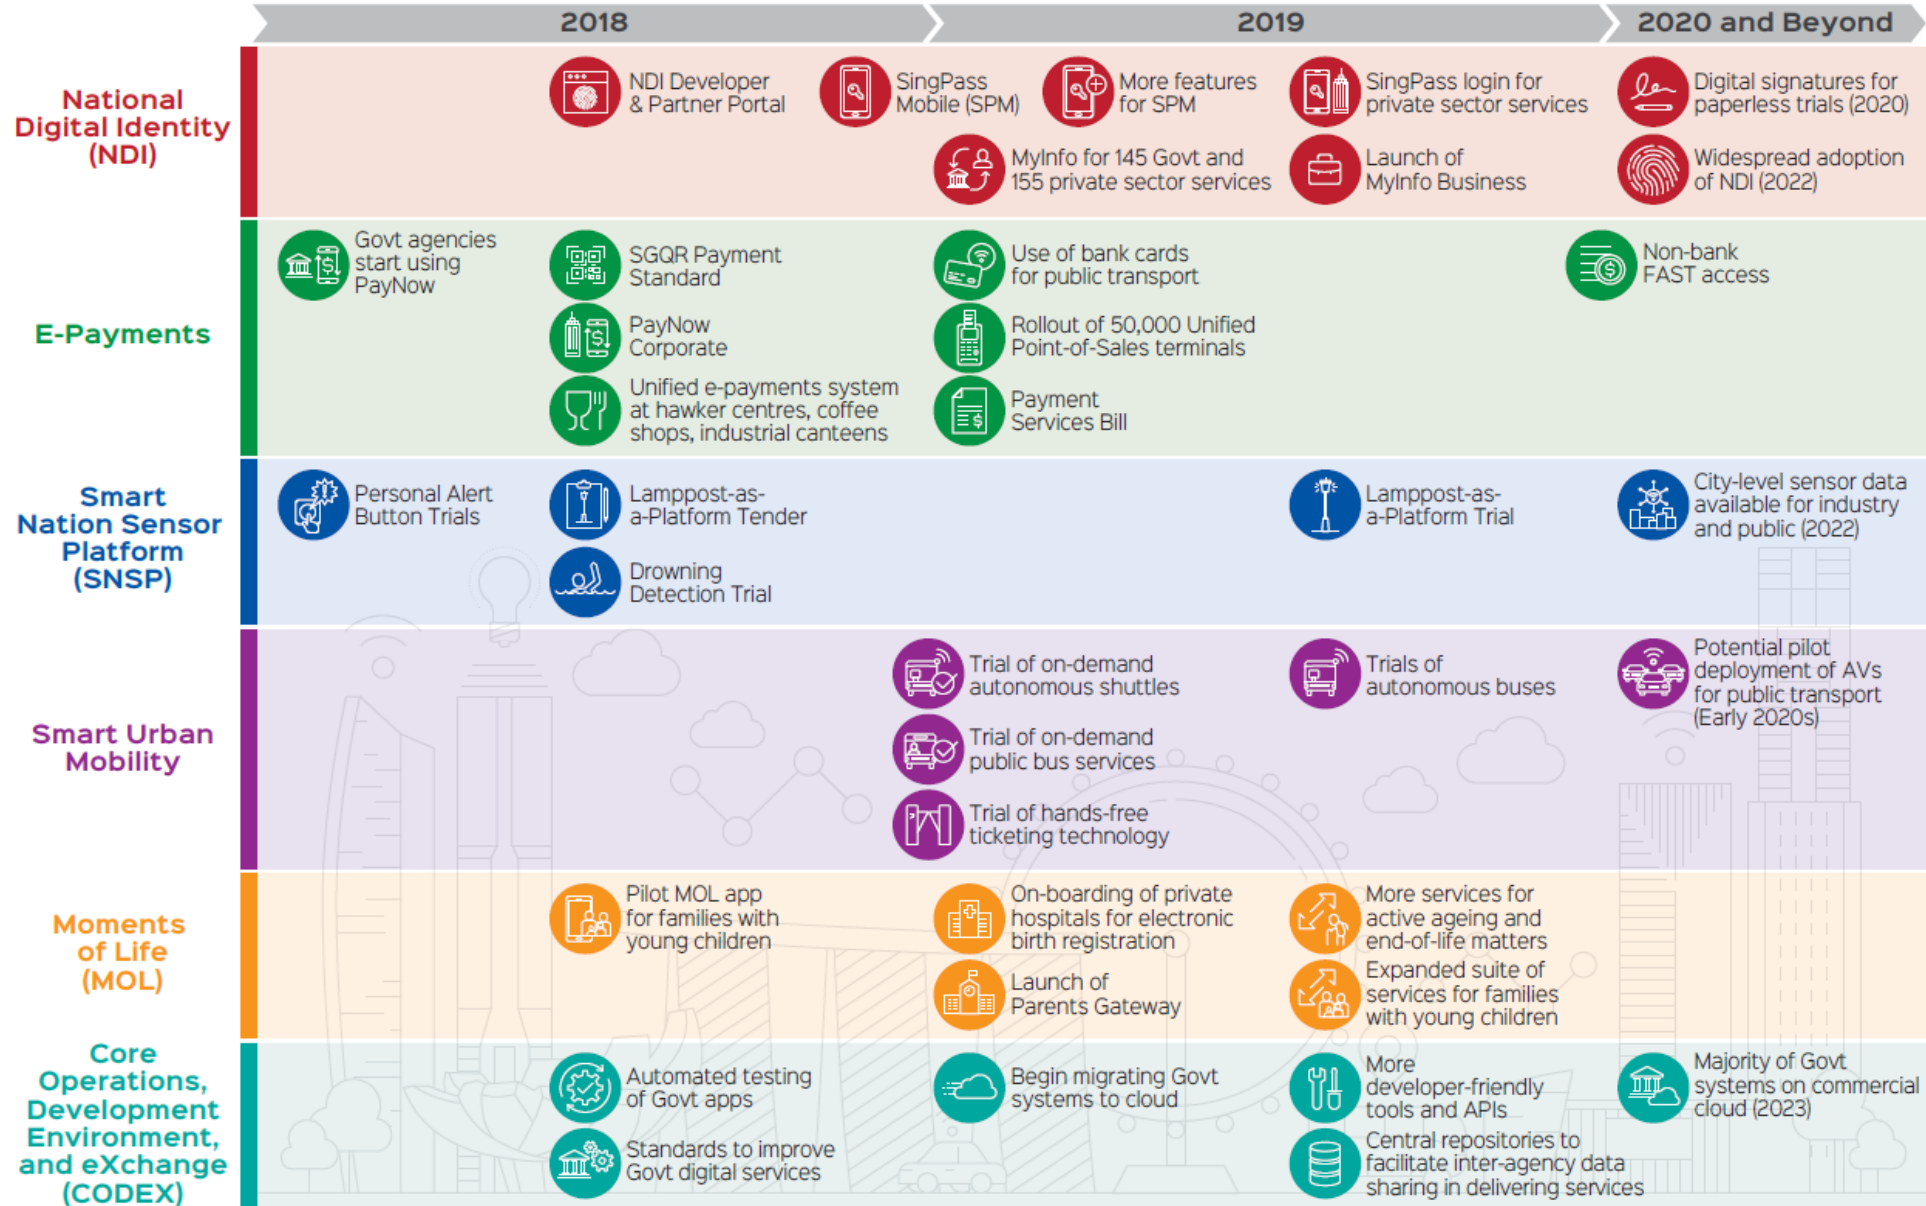 2018
2019
2020 and Beyond
National
Digital Identity
(NDI)
NDI Developer
& Partner Portal
SingPass
Mobile (SPM)
More features
for SPM
SingPass login for
private sector services
Digital signatures for
paperless trials (2020)
MyInfo for 145 Govt and
155 private sector services
Launch of
MyInfo Business
Widespread adoption
of NDI (2022)
E-Payments
Govt agencies
start using
PayNow
SGQR Payment
Standard
Use of bank cards
for public transport
Non-bank
FAST access
PayNow
Corporate
Rollout of 50,000 Unified
Point-of-Sales terminals
Unified e-payments system
at hawker centres, coffee
shops, industrial canteens
Payment
Services Bill
Smart
Nation Sensor
Platform
(SNSP)
Personal Alert
Button Trials
Lamppost-as-
a-Platform Tender
Lamppost-as-
a-Platform Trial
City-level sensor data
available for industry
and public (2022)
Drowning
Detection Trial
Smart Urban
Mobility
Trial of on-demand
autonomous shuttles
Trials of
autonomous buses
Potential pilot
deployment of AVs
for public transport
(Early 2020s)
Trial of on-demand
public bus services
Trial of hands-free
ticketing technology
Moments
of Life
(MOL)
Pilot MOL app
for families with
young children
On-boarding of private
hospitals for electronic
birth registration
More services for
active ageing and
end-of-life matters
Launch of
Parents Gateway
Expanded suite of
services for families
with young children
Core
Operations,
Development
Environment,
and eXchange
(CODEX)
Automated testing
of Govt apps
Begin migrating Govt
systems to cloud
More
developer-friendly
tools and APIs
Majority of Govt
systems on commercial
cloud (2023)
Standards to improve
Govt digital services
Central repositories to
facilitate inter-agency data
sharing in delivering services